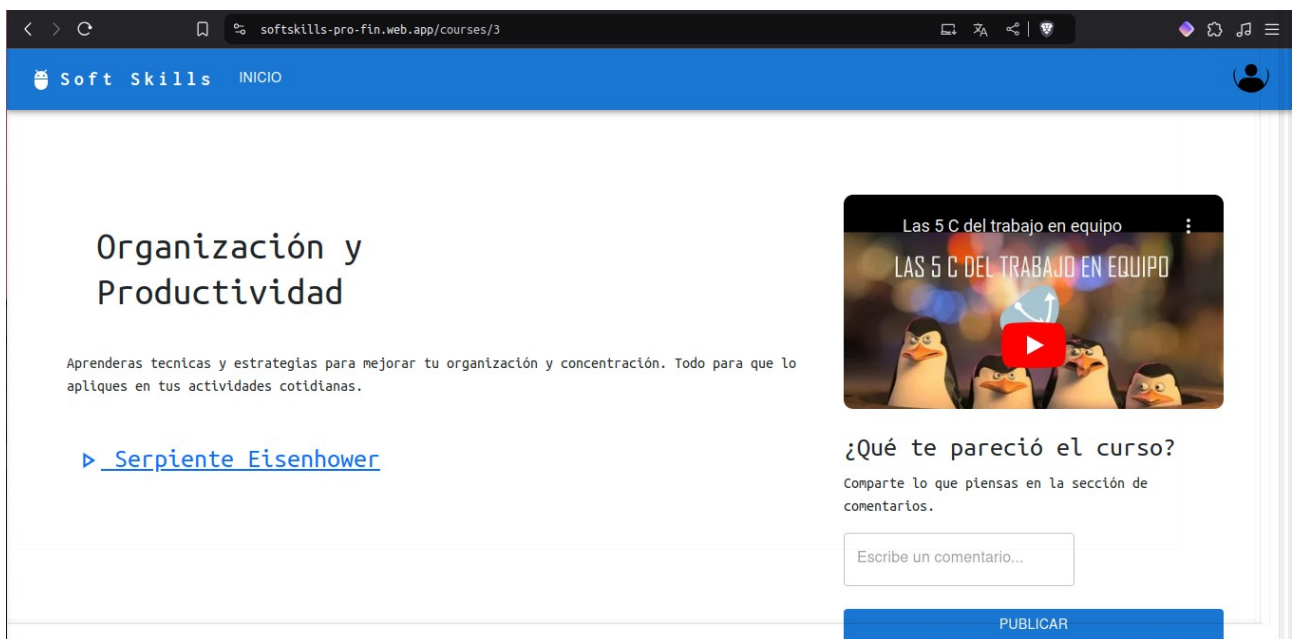 softskills-pro-fin.web.app/courses/3
Soft Skills
INICIO
Organización y
Productividad
Aprenderas tecnicas y estrategias para mejorar tu organización y concentración. Todo para que lo
apliques en tus actividades cotidianas.
Serpiente Eisenhower
Las 5 C del trabajo en equipo
LAS 5 C DEL TRABAJO EN EQUIPO
¿Qué te pareció el curso?
Comparte lo que piensas en la sección de
comentarios.
Escribe un comentario...
PUBLICAR